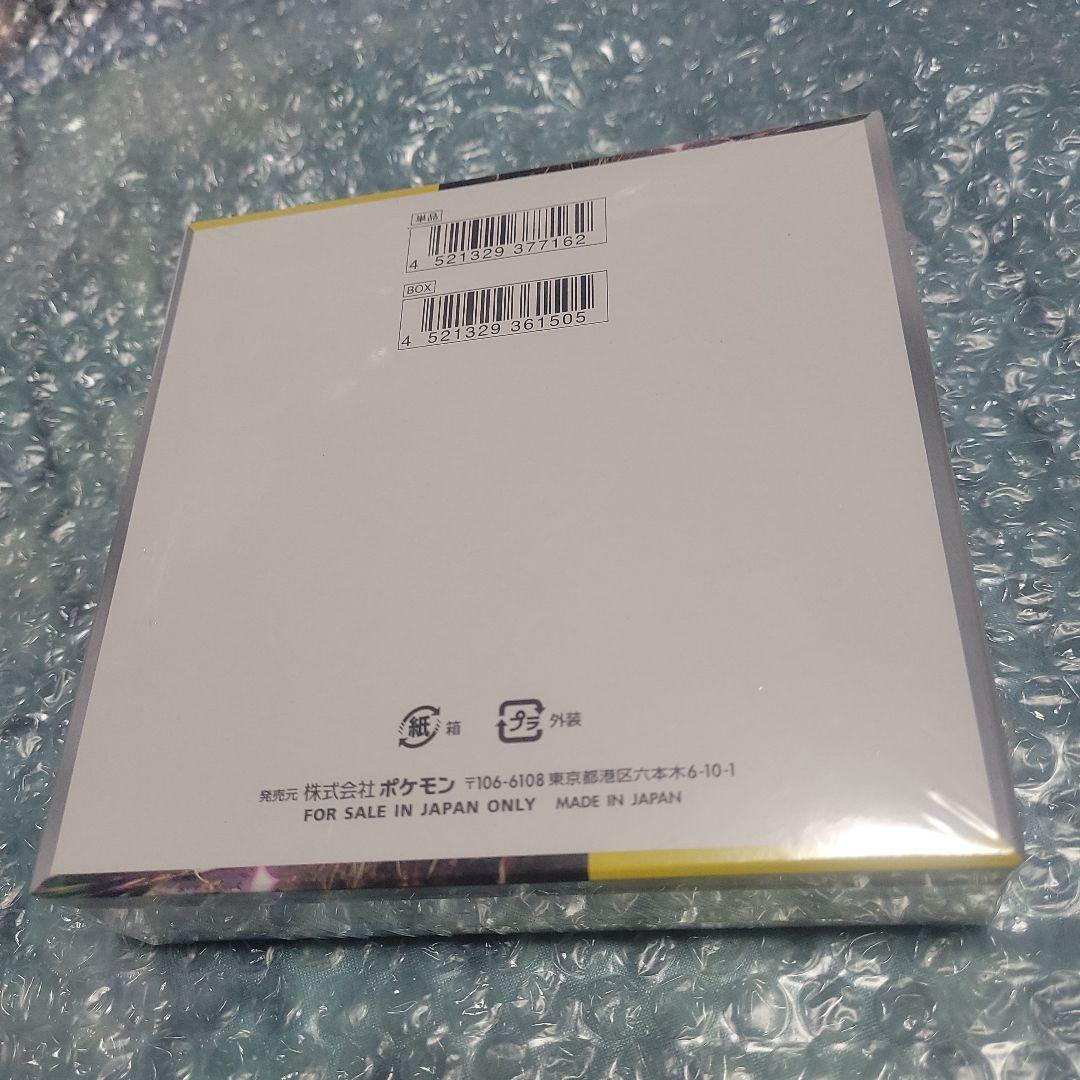 単品
4 521329 377162
BOX
4 521329 361505
紙 箱 プラ 外装
発売元 株式会社 ポケモン 〒106-6108 東京都港区六本木6-10-1
FOR SALE IN JAPAN ONLY MADE IN JAPAN